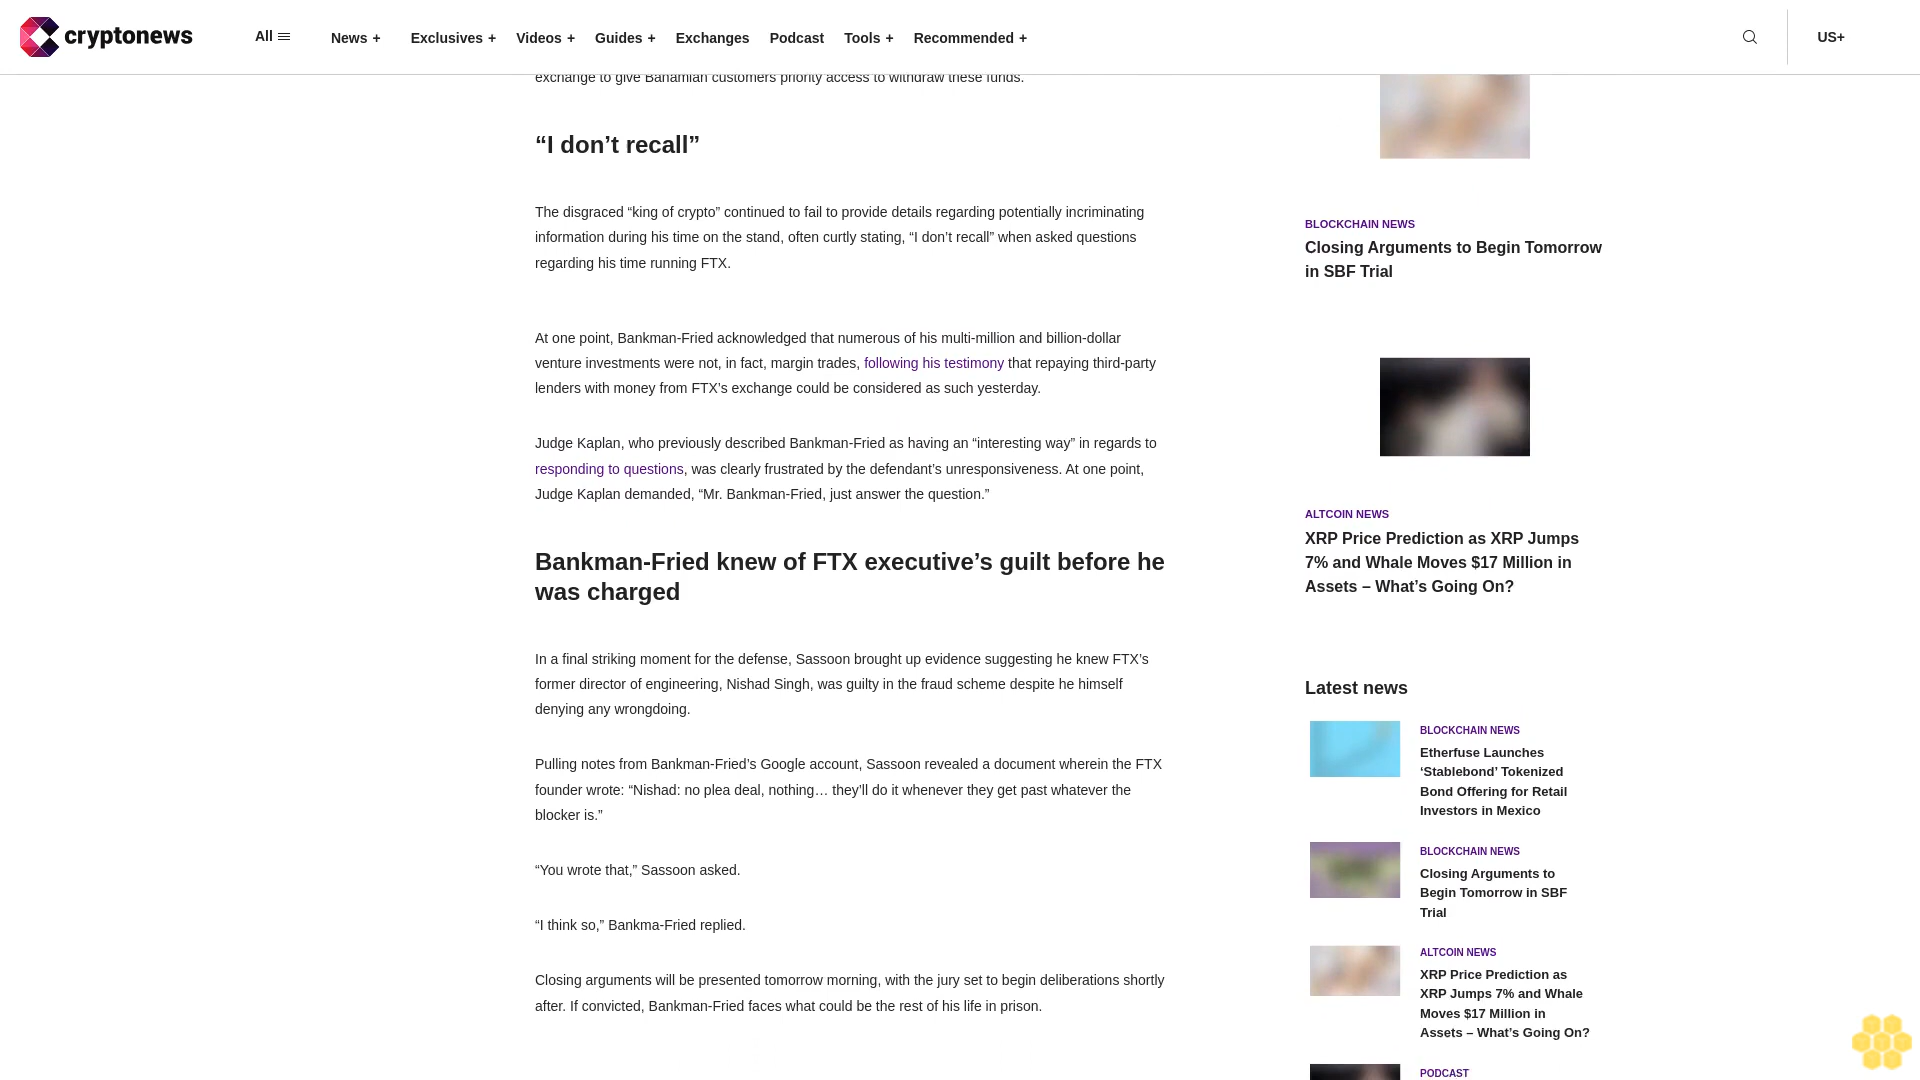 cryptonews
All
News +
Exclusives +
Videos +
Guides +
Exchanges
Podcast
Tools +
Recommended +
US+
exchange to give Bahamian customers priority access to withdraw these funds.
“I don’t recall”
The disgraced “king of crypto” continued to fail to provide details regarding potentially incriminating
information during his time on the stand, often curtly stating, “I don’t recall” when asked questions
regarding his time running FTX.
At one point, Bankman-Fried acknowledged that numerous of his multi-million and billion-dollar
venture investments were not, in fact, margin trades, following his testimony that repaying third-party
lenders with money from FTX’s exchange could be considered as such yesterday.
Judge Kaplan, who previously described Bankman-Fried as having an “interesting way” in regards to
responding to questions, was clearly frustrated by the defendant’s unresponsiveness. At one point,
Judge Kaplan demanded, “Mr. Bankman-Fried, just answer the question.”
Bankman-Fried knew of FTX executive’s guilt before he
was charged
In a final striking moment for the defense, Sassoon brought up evidence suggesting he knew FTX’s
former director of engineering, Nishad Singh, was guilty in the fraud scheme despite he himself
denying any wrongdoing.
Pulling notes from Bankman-Fried’s Google account, Sassoon revealed a document wherein the FTX
founder wrote: “Nishad: no plea deal, nothing… they’ll do it whenever they get past whatever the
blocker is.”
“You wrote that,” Sassoon asked.
“I think so,” Bankma-Fried replied.
Closing arguments will be presented tomorrow morning, with the jury set to begin deliberations shortly
after. If convicted, Bankman-Fried faces what could be the rest of his life in prison.
BLOCKCHAIN NEWS
Closing Arguments to Begin Tomorrow
in SBF Trial
ALTCOIN NEWS
XRP Price Prediction as XRP Jumps
7% and Whale Moves $17 Million in
Assets – What’s Going On?
Latest news
BLOCKCHAIN NEWS
Etherfuse Launches
‘Stablebond’ Tokenized
Bond Offering for Retail
Investors in Mexico
BLOCKCHAIN NEWS
Closing Arguments to
Begin Tomorrow in SBF
Trial
ALTCOIN NEWS
XRP Price Prediction as
XRP Jumps 7% and Whale
Moves $17 Million in
Assets – What’s Going On?
PODCAST